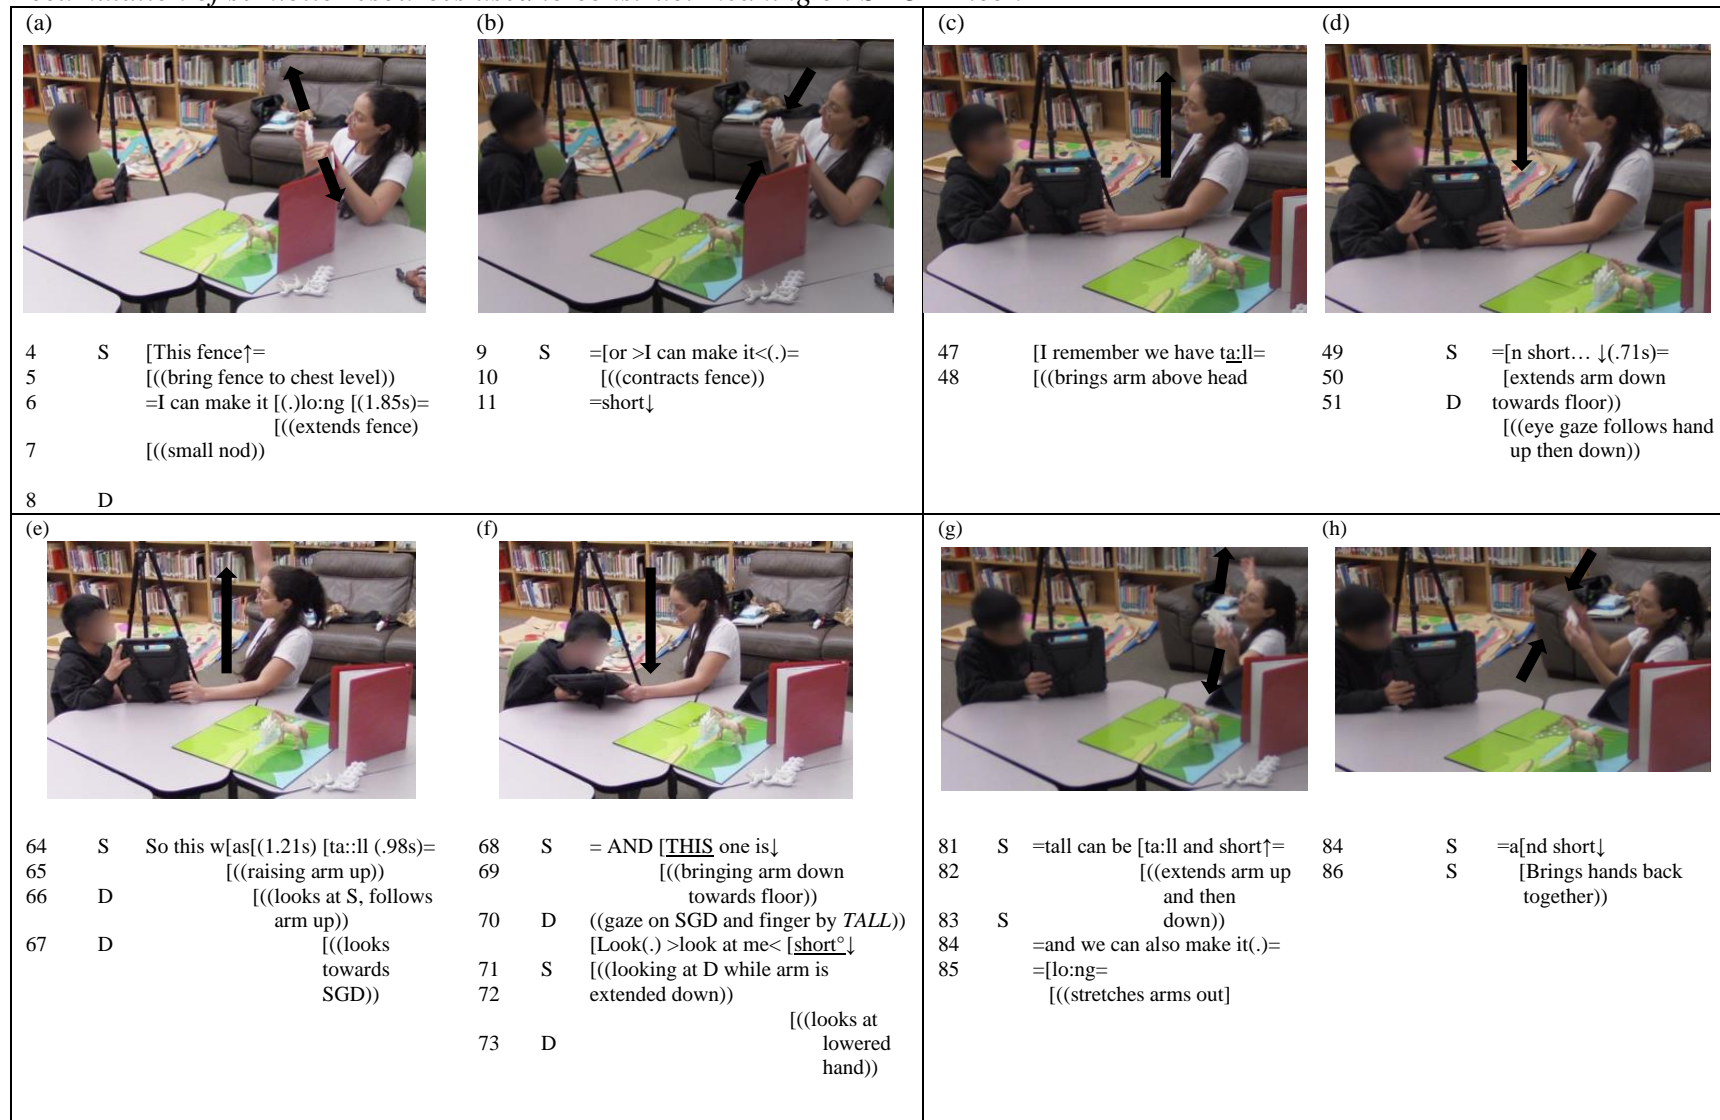 (a)
4 S [This fence↑=
5 [((bring fence to chest level))
6 =I can make it [(.)lo:ng [(1.85s)=
[((extends fence)
7 [((small nod))
8 D
(b)
9 S =[or >I can make it<(.)=
10 [((contracts fence))
11 =short↓
(c)
47 [I remember we have ta:ll=
48 [((brings arm above head
(d)
49 S =[n short… ↓(.71s)=
50 [extends arm down
51 D towards floor))
[((eye gaze follows hand
up then down))
(e)
64 S So this w[as[(1.21s) [ta::ll (.98s)=
65 [((raising arm up))
66 D [((looks at S, follows
arm up))
67 D [((looks
towards
SGD))
(f)
68 S = AND [THIS one is↓
69 [((bringing arm down
towards floor))
70 D ((gaze on SGD and finger by TALL))
[Look(.) >look at me< [short°↓
71 S [((looking at D while arm is
72 extended down))
[((looks at
73 D lowered
hand))
(g)
81 S =tall can be [ta:ll and short↑=
82 [((extends arm up
and then
83 S down))
84 =and we can also make it(.)=
85 =[lo:ng=
[((stretches arms out]
(h)
84 S =a[nd short↓
86 S [Brings hands back
together))